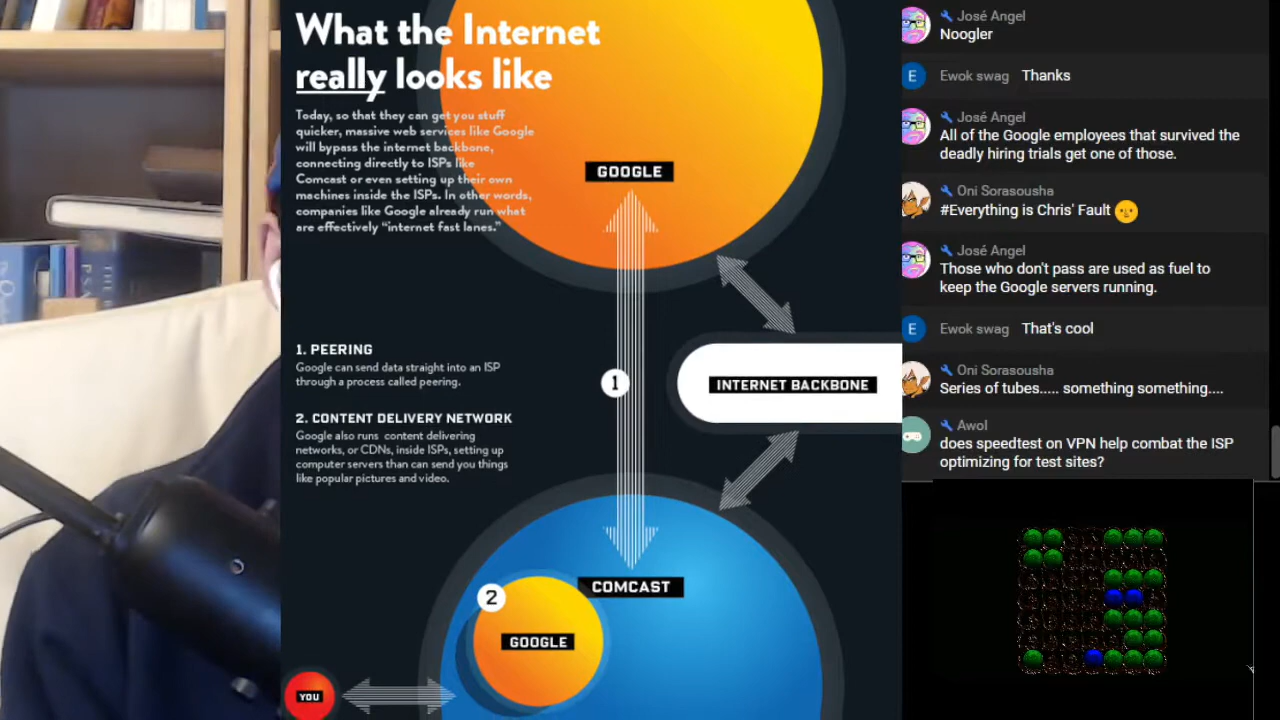 What the Internet
really looks like
Today, so that they can get you stuff
quicker, massive web services like Google
will bypass the internet backbone,
connecting directly to ISPs like
Comcast or even setting up their own
machines inside the ISPs. In other words,
companies like Google already run what
are effectively “internet fast lanes.”
GOOGLE
1. PEERING
Google can send data straight into an ISP
through a process called peering.
1
INTERNET BACKBONE
2. CONTENT DELIVERY NETWORK
Google also runs content delivering
networks, or CDNs, inside ISPs, setting up
computer servers than can send you things
like popular pictures and video.
COMCAST
2
GOOGLE
YOU
José Angel
Noogler
E Ewok swag Thanks
José Angel
All of the Google employees that survived the
deadly hiring trials get one of those.
Oni Sorasousha
#Everything is Chris' Fault
José Angel
Those who don't pass are used as fuel to
keep the Google servers running.
E Ewok swag That's cool
Oni Sorasousha
Series of tubes..... something something....
Awol
does speedtest on VPN help combat the ISP
optimizing for test sites?